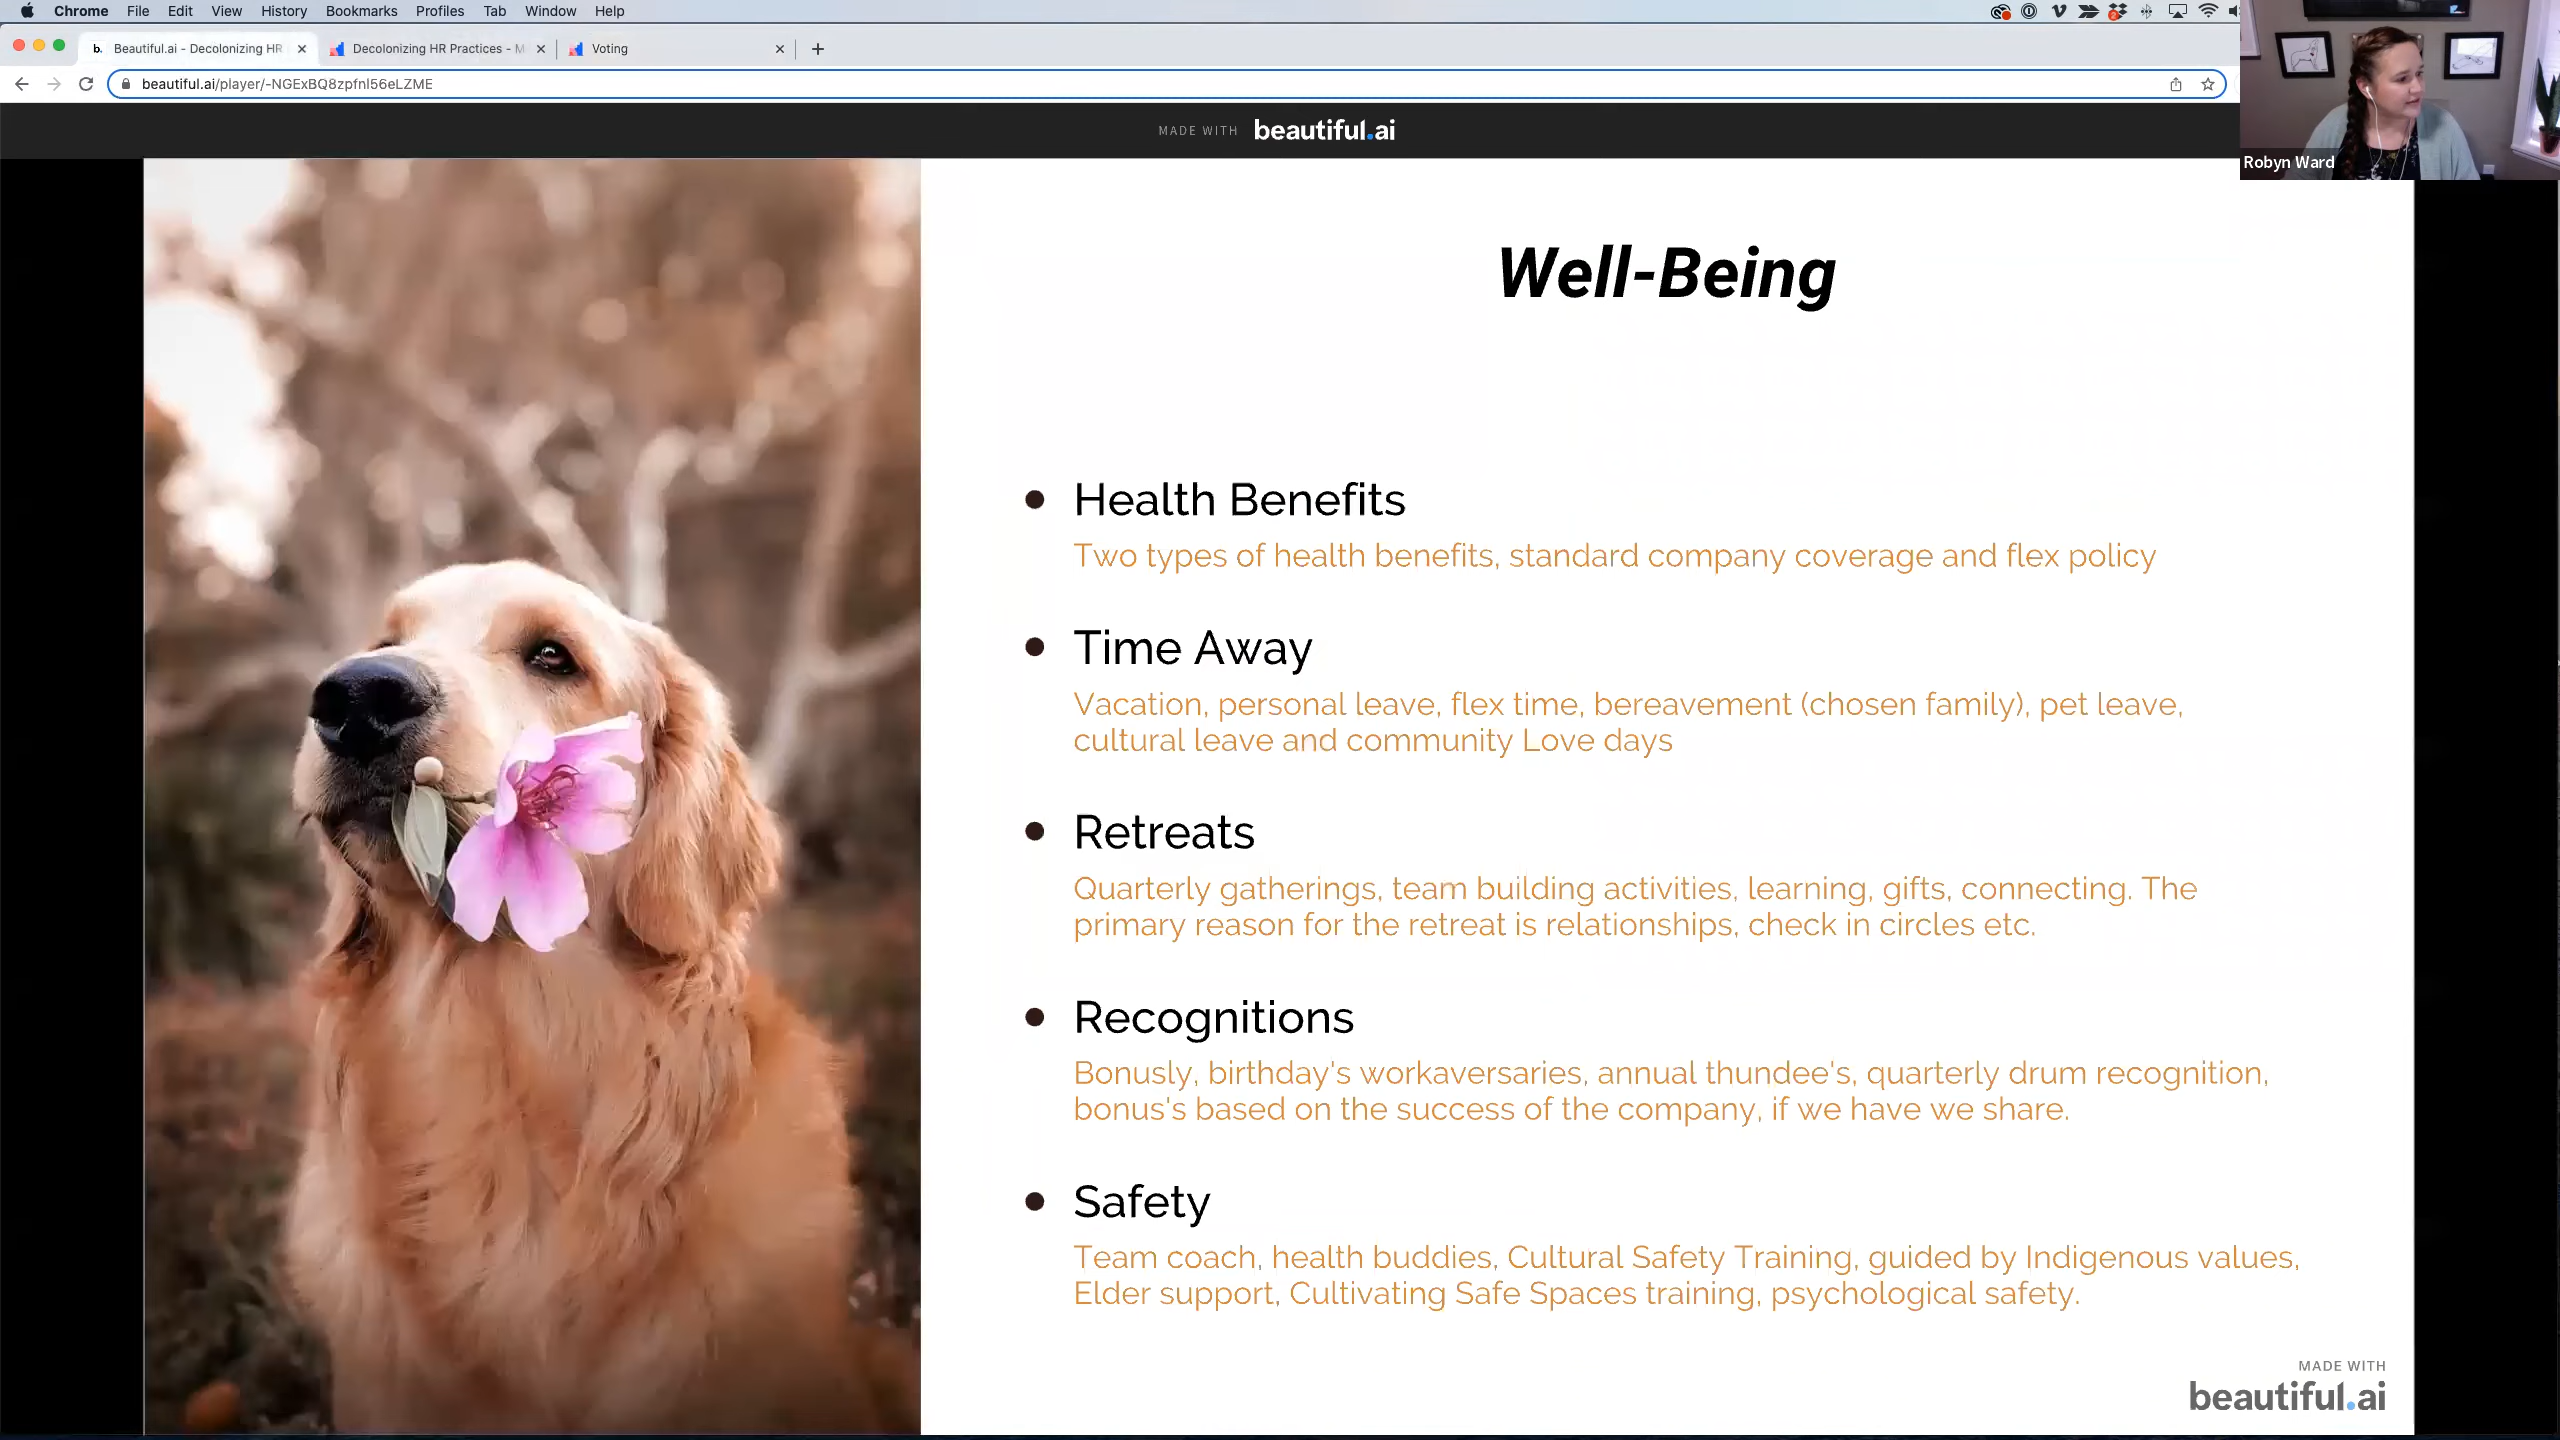 Chrome File Edit View History Bookmarks Profiles Tab Window Help
b. Beautiful.ai - Decolonizing HR
Decolonizing HR Practices - M
Voting
beautiful.ai/player/-NGExBQ8zpfnl56eLZME
MADE WITH beautiful.ai
Robyn Ward
Well-Being
Health Benefits
Two types of health benefits, standard company coverage and flex policy
Time Away
Vacation, personal leave, flex time, bereavement (chosen family), pet leave,
cultural leave and community Love days
Retreats
Quarterly gatherings, team building activities, learning, gifts, connecting. The
primary reason for the retreat is relationships, check in circles etc.
Recognitions
Bonusly, birthday's workaversaries, annual thundee's, quarterly drum recognition,
bonus's based on the success of the company, if we have we share.
Safety
Team coach, health buddies, Cultural Safety Training, guided by Indigenous values,
Elder support, Cultivating Safe Spaces training, psychological safety.
MADE WITH
beautiful.ai